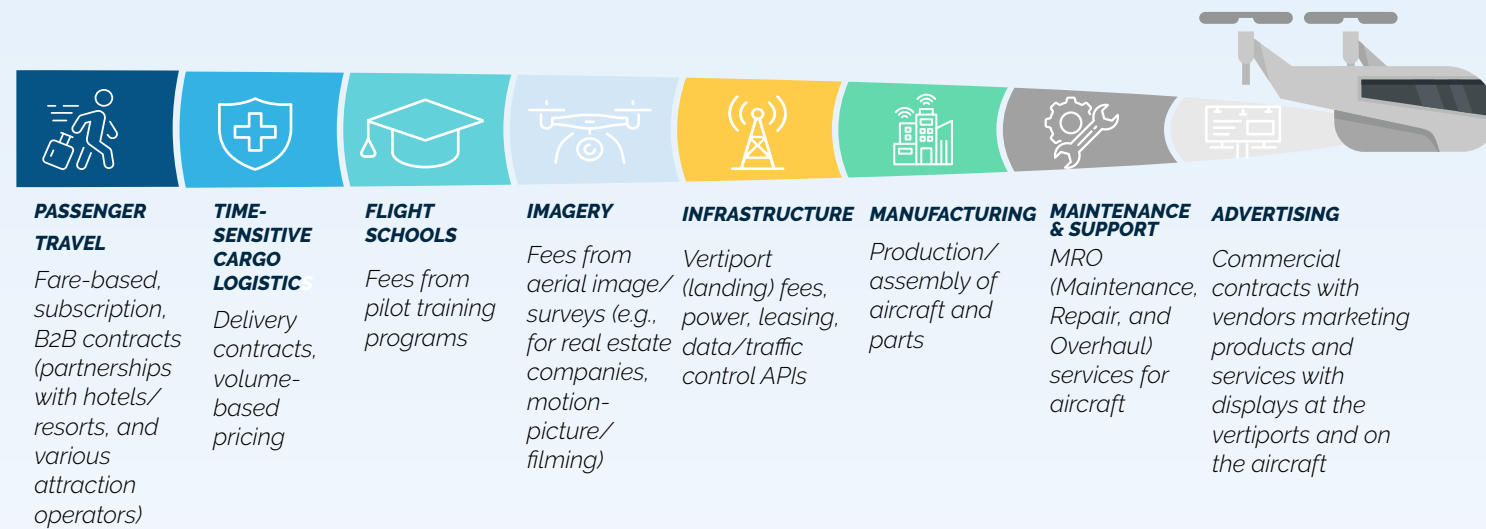 PASSENGER
TRAVEL
Fare-based,
subscription,
B2B contracts
(partnerships
with hotels/
resorts, and
various
attraction
operators)
TIME-
SENSITIVE
CARGO
LOGISTICS
Delivery
contracts,
volume-
based
pricing
FLIGHT
SCHOOLS
Fees from
pilot training
programs
IMAGERY
Fees from
aerial image/
surveys (e.g.,
for real estate
companies,
motion-
picture/
filming)
INFRASTRUCTURE
Vertiport
(landing) fees,
power, leasing,
data/traffic
control APIs
MANUFACTURING
Production/
assembly of
aircraft and
parts
MAINTENANCE
& SUPPORT
MRO
(Maintenance,
Repair, and
Overhaul)
services for
aircraft
ADVERTISING
Commercial
contracts with
vendors marketing
products and
services with
displays at the
vertiports and on
the aircraft